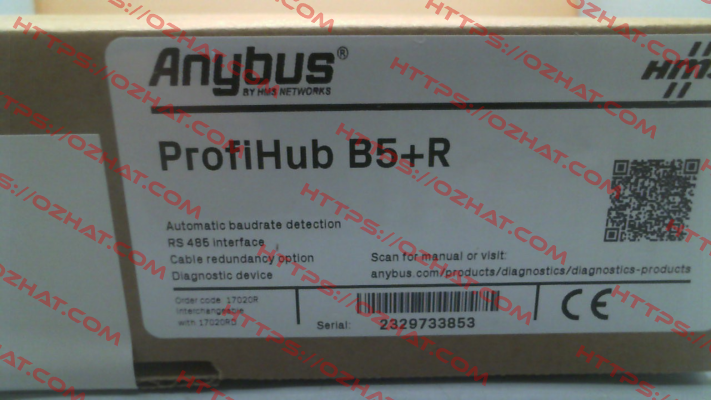 Anybus®
BY HMS NETWORKS
HMS
ProfiHub B5+R
Automatic baudrate detection
RS 485 interface
Cable redundancy option
Diagnostic device
Scan for manual or visit:
anybus.com/products/diagnostics/diagnostics-products
Order code: 17020R
Interchangeable
with 17020RD
Serial: 2329733853
CE
HTTPS://OZHAT.COM